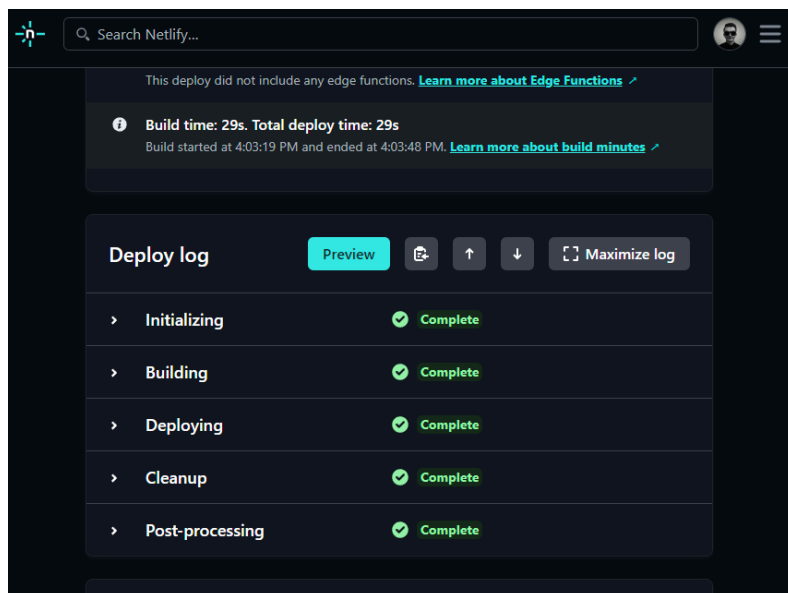 Search Netlify...
This deploy did not include any edge functions. Learn more about Edge Functions ↗
Build time: 29s. Total deploy time: 29s
Build started at 4:03:19 PM and ended at 4:03:48 PM. Learn more about build minutes ↗
Deploy log
Preview
Maximize log
Initializing
Complete
Building
Complete
Deploying
Complete
Cleanup
Complete
Post-processing
Complete